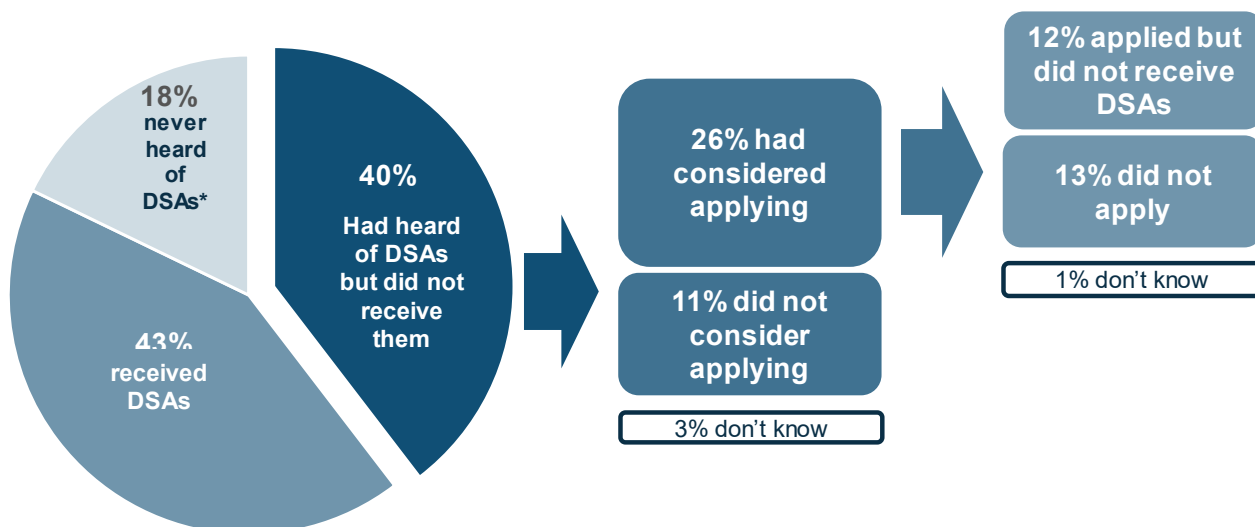 18%
never
heard
of
DSAs*
43%
received
DSAs
40%
Had heard
of DSAs
but did not
receive
them
26% had
considered
applying
11% did not
consider
applying
3% don't know
12% applied but
did not receive
DSAs
13% did not
apply
1% don't know